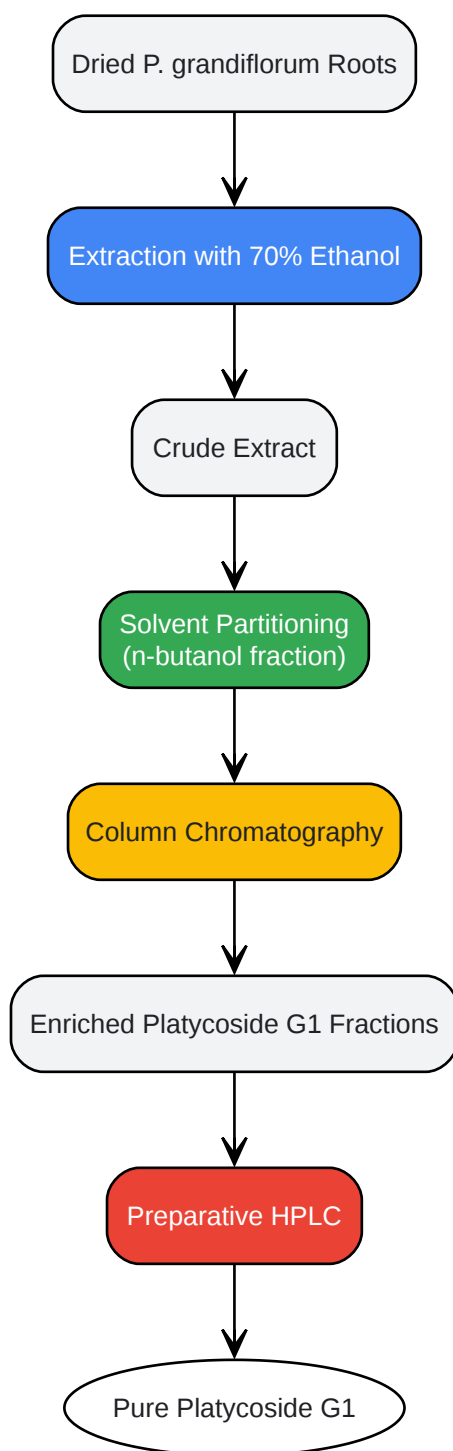 Dried P. grandiflorum Roots
Extraction with 70% Ethanol
Crude Extract
Solvent Partitioning
(n-butanol fraction)
Column Chromatography
Enriched Platycoside G1 Fractions
Preparative HPLC
Pure Platycoside G1